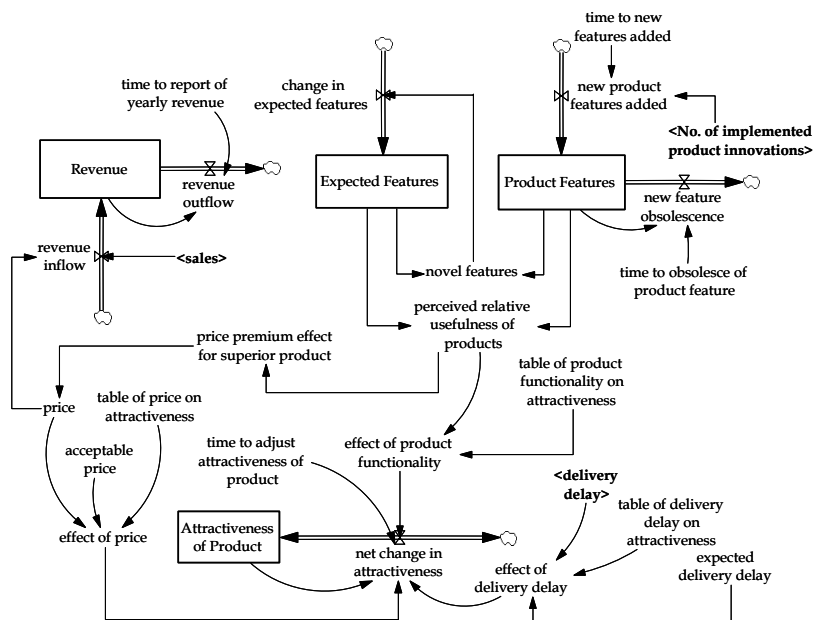 time to new
features added
time to report of
yearly revenue
change in
expected features
new product
features added
<No. of implemented
product innovations>
Revenue
Expected Features
Product Features
revenue
outflow
new feature
obsolescence
revenue
inflow
<sales>
novel features
time to obsolesce of
product feature
perceived relative
usefulness of
products
price premium effect
for superior product
table of product
functionality on
attractiveness
price
table of price on
attractiveness
time to adjust
attractiveness of
product
effect of product
functionality
acceptable
price
<delivery
delay>
table of delivery
delay on
attractiveness
effect of price
Attractiveness
of Product
net change in
attractiveness
effect of
delivery delay
expected
delivery delay